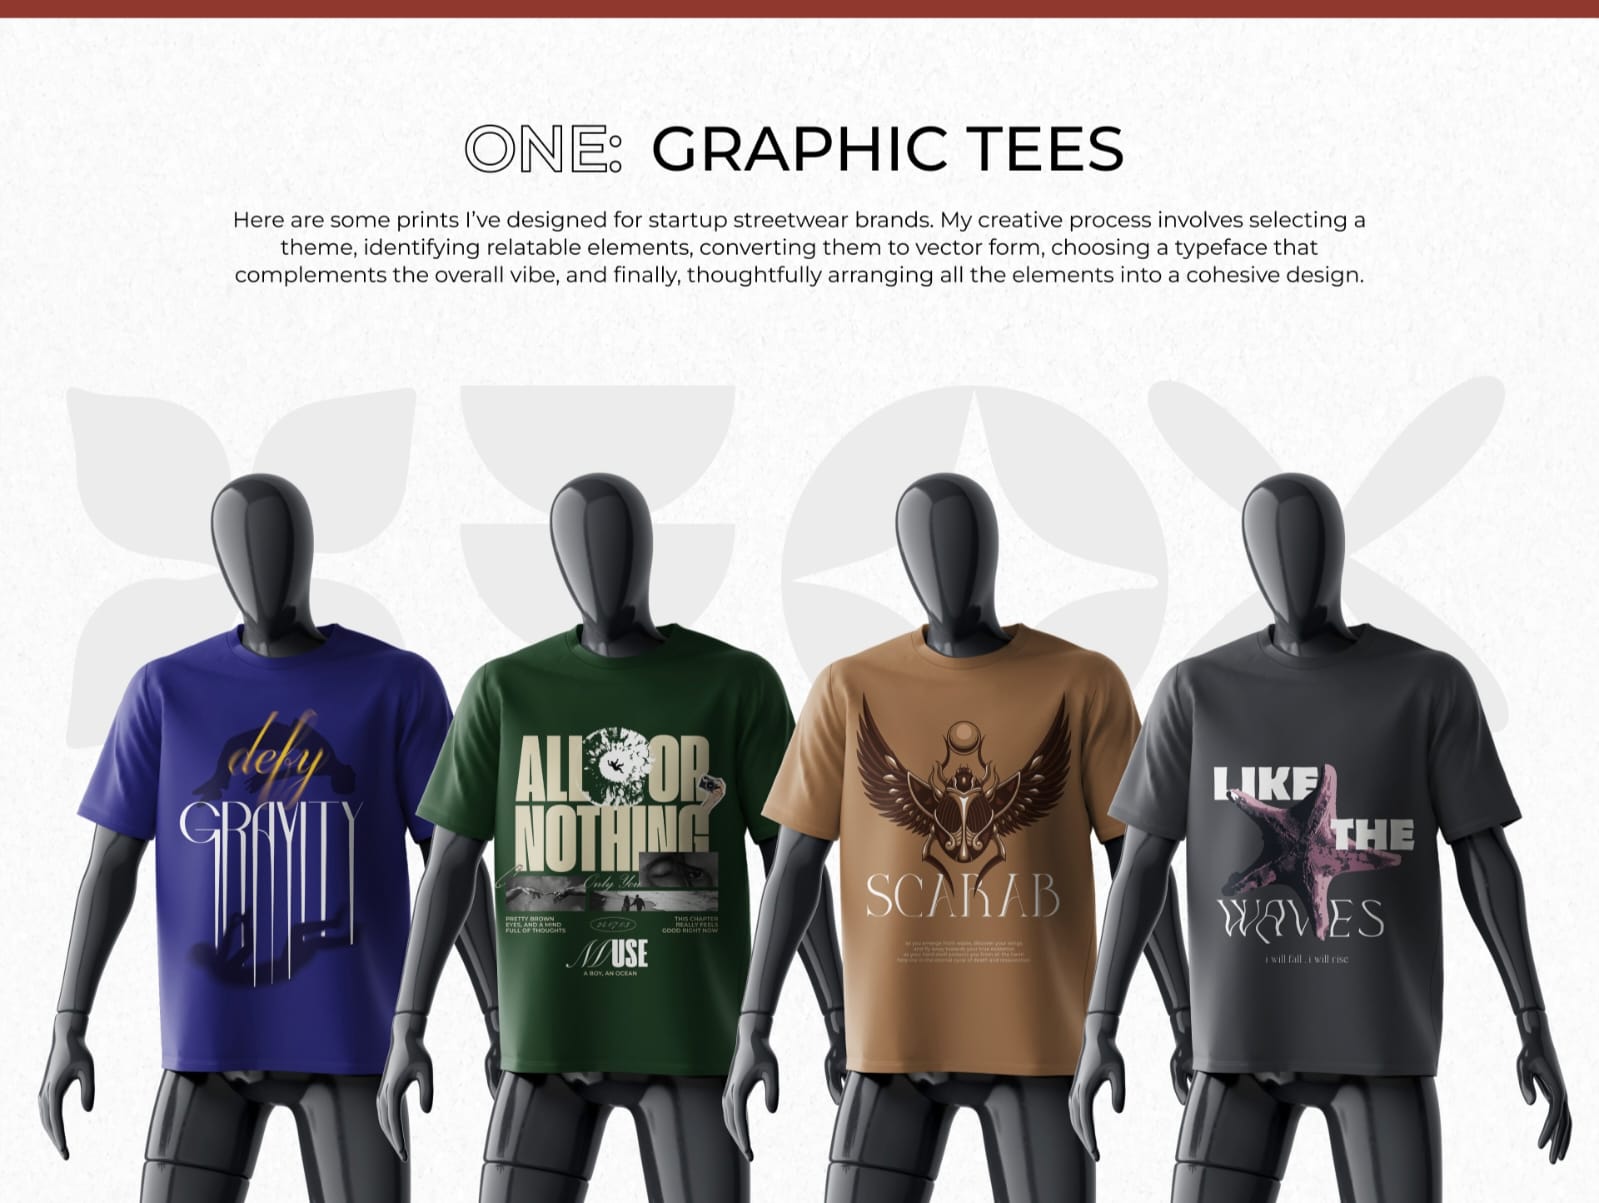 ONE: GRAPHIC TEES
Here are some prints I’ve designed for startup streetwear brands. My creative process involves selecting a
theme, identifying relatable elements, converting them to vector form, choosing a typeface that
complements the overall vibe, and finally, thoughtfully arranging all the elements into a cohesive design.
defy
GRAVITY
ALL OR
NOTHING
Only You
PRETTY BROWN
EYES, AND A MIND
FULL OF THOUGHTS
THIS CHAPTER
REALLY FEELS
GOOD RIGHT NOW
MUSE
A BOY, AN OCEAN
SCARAB
LIKE
THE
WAVES
i will fall . i will rise